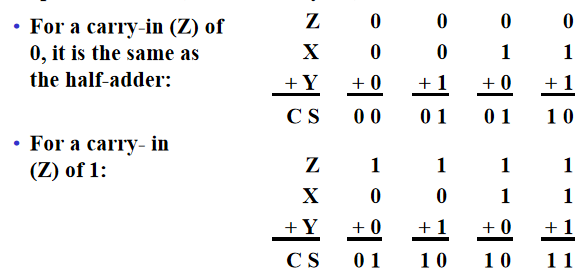 • For a carry-in (Z) of
0, it is the same as
the half-adder:
Z 0 0 0 0
X 0 0 1 1
+ Y + 0 + 1 + 0 + 1
C S 0 0 0 1 0 1 1 0
• For a carry- in
(Z) of 1:
Z 1 1 1 1
X 0 0 1 1
+ Y + 0 + 1 + 0 + 1
C S 0 1 1 0 1 0 1 1